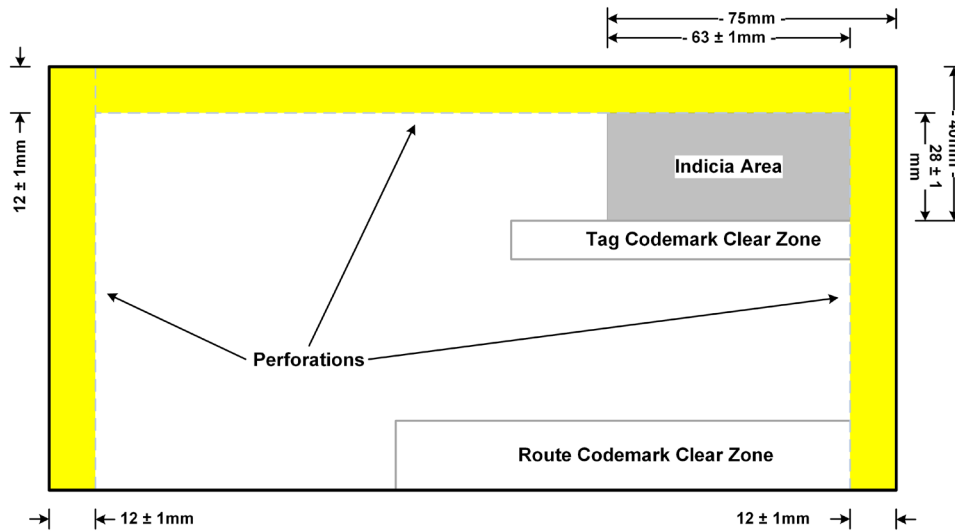 - 75mm -
- 63 ± 1mm -
12 ± 1mm
- 40mm -
28 ± 1
mm
Indicia Area
Tag Codemark Clear Zone
Perforations
Route Codemark Clear Zone
12 ± 1mm
12 ± 1mm